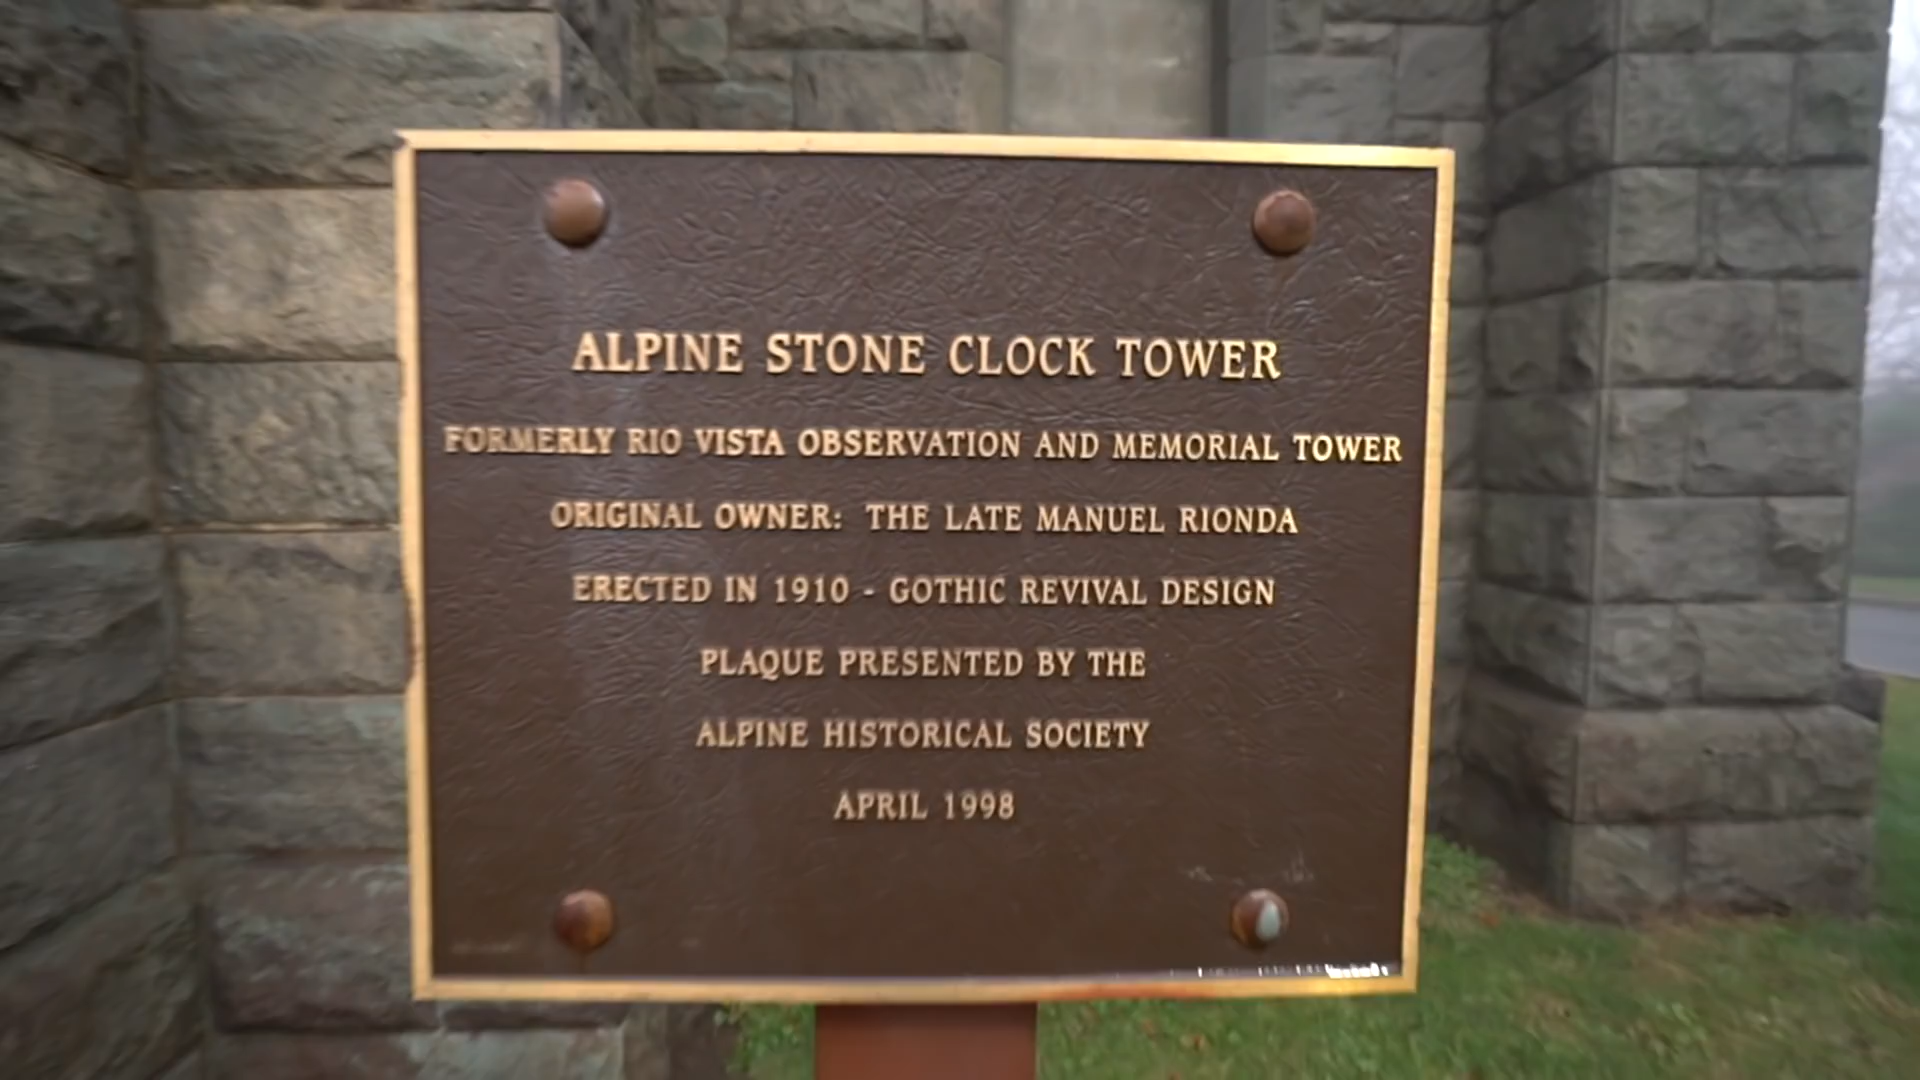 ALPINE STONE CLOCK TOWER
FORMERLY RIO VISTA OBSERVATION AND MEMORIAL TOWER
ORIGINAL OWNER: THE LATE MANUEL RIONDA
ERECTED IN 1910 - GOTHIC REVIVAL DESIGN
PLAQUE PRESENTED BY THE
ALPINE HISTORICAL SOCIETY
APRIL 1998